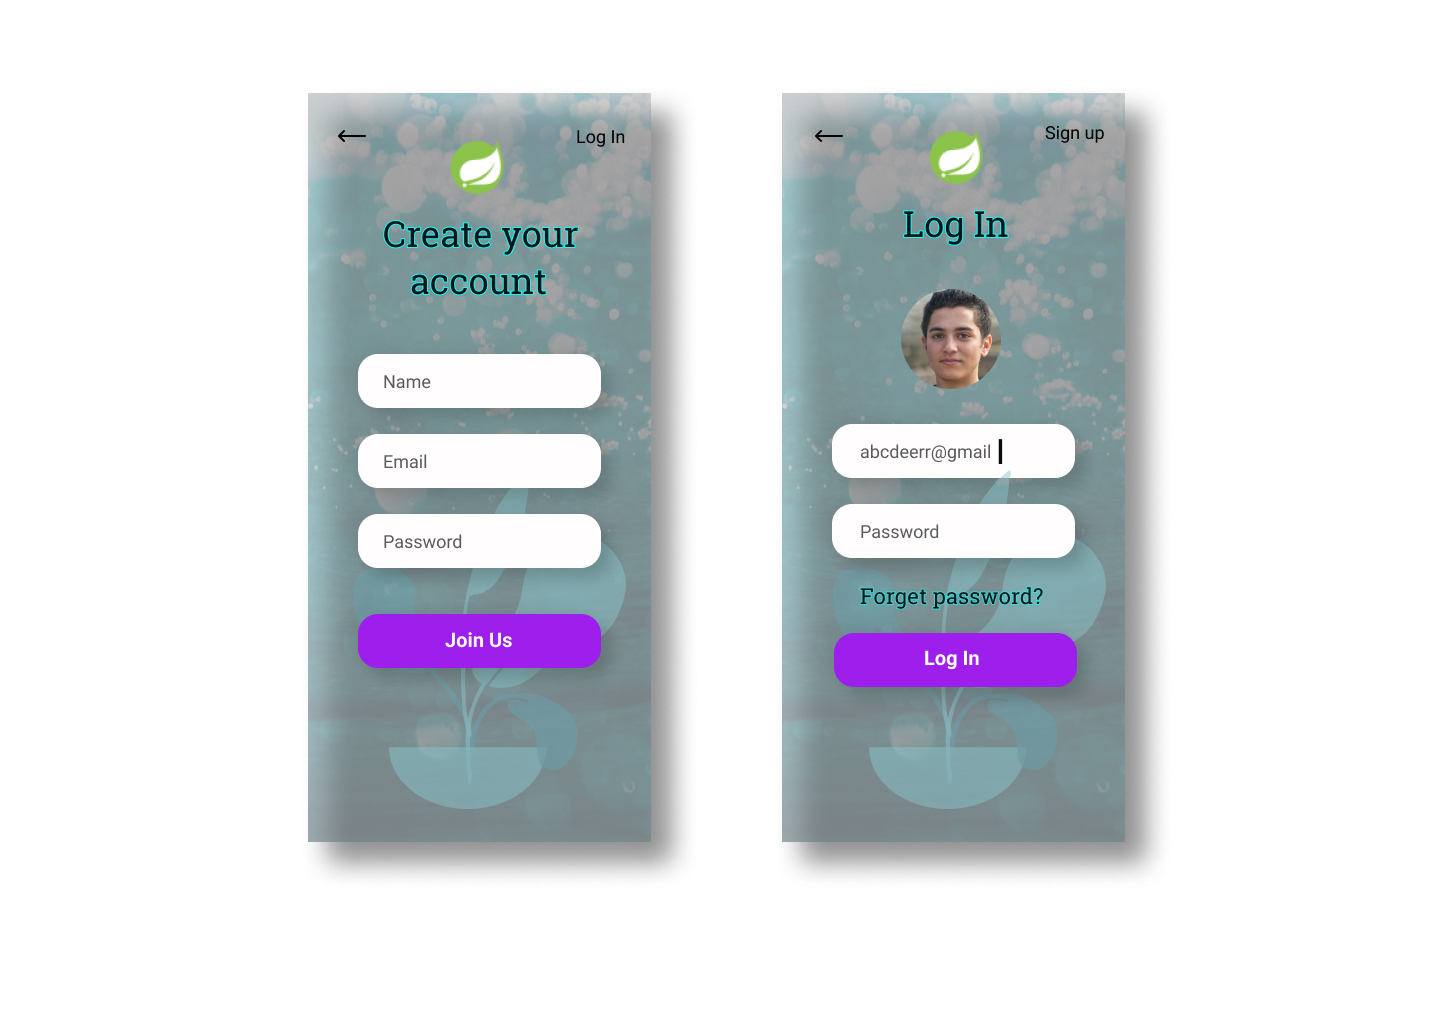 Log In
Create your
account
Name
Email
Password
Join Us
Sign up
Log In
abcdeerr@gmail
Password
Forget password?
Log In